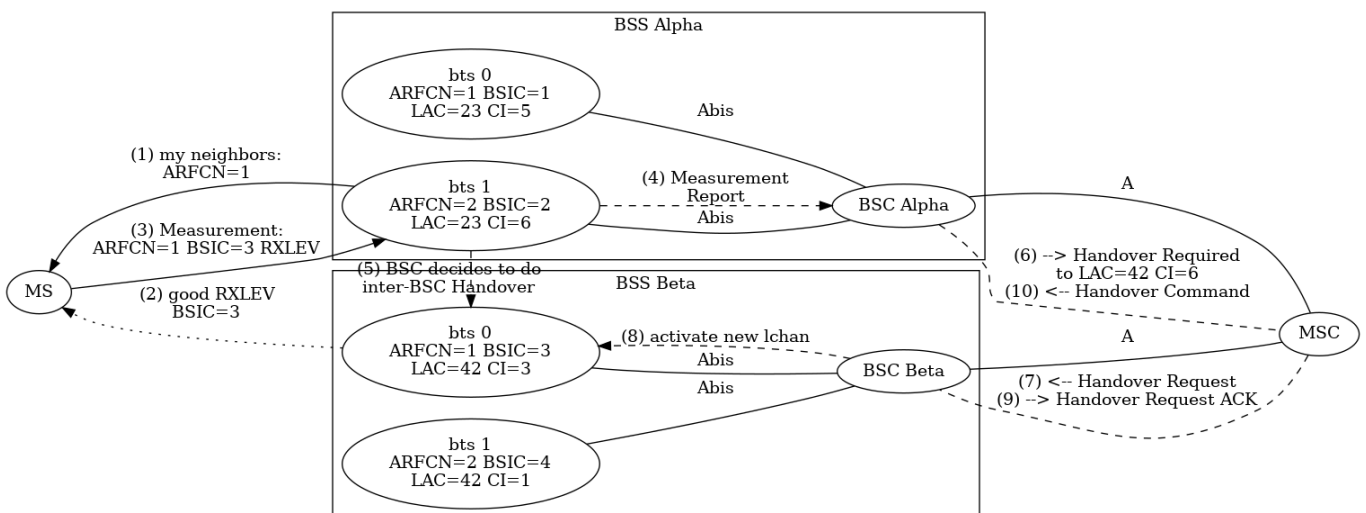 BSS Alpha
bts 0
ARFCN=1 BSIC=1
LAC=23 CI=5
Abis
(1) my neighbors:
ARFCN=1
bts 1
ARFCN=2 BSIC=2
LAC=23 CI=6
(4) Measurement
Report
Abis
BSC Alpha
A
(3) Measurement:
ARFCN=1 BSIC=3 RXLEV
(6) --> Handover Required
to LAC=42 CI=6
(10) <-- Handover Command
MS
(5) BSC decides to do
inter-BSC Handover
BSS Beta
(2) good RXLEV
BSIC=3
bts 0
ARFCN=1 BSIC=3
LAC=42 CI=3
(8) activate new lchan
Abis
Abis
BSC Beta
A
MSC
(7) <-- Handover Request
(9) --> Handover Request ACK
bts 1
ARFCN=2 BSIC=4
LAC=42 CI=1